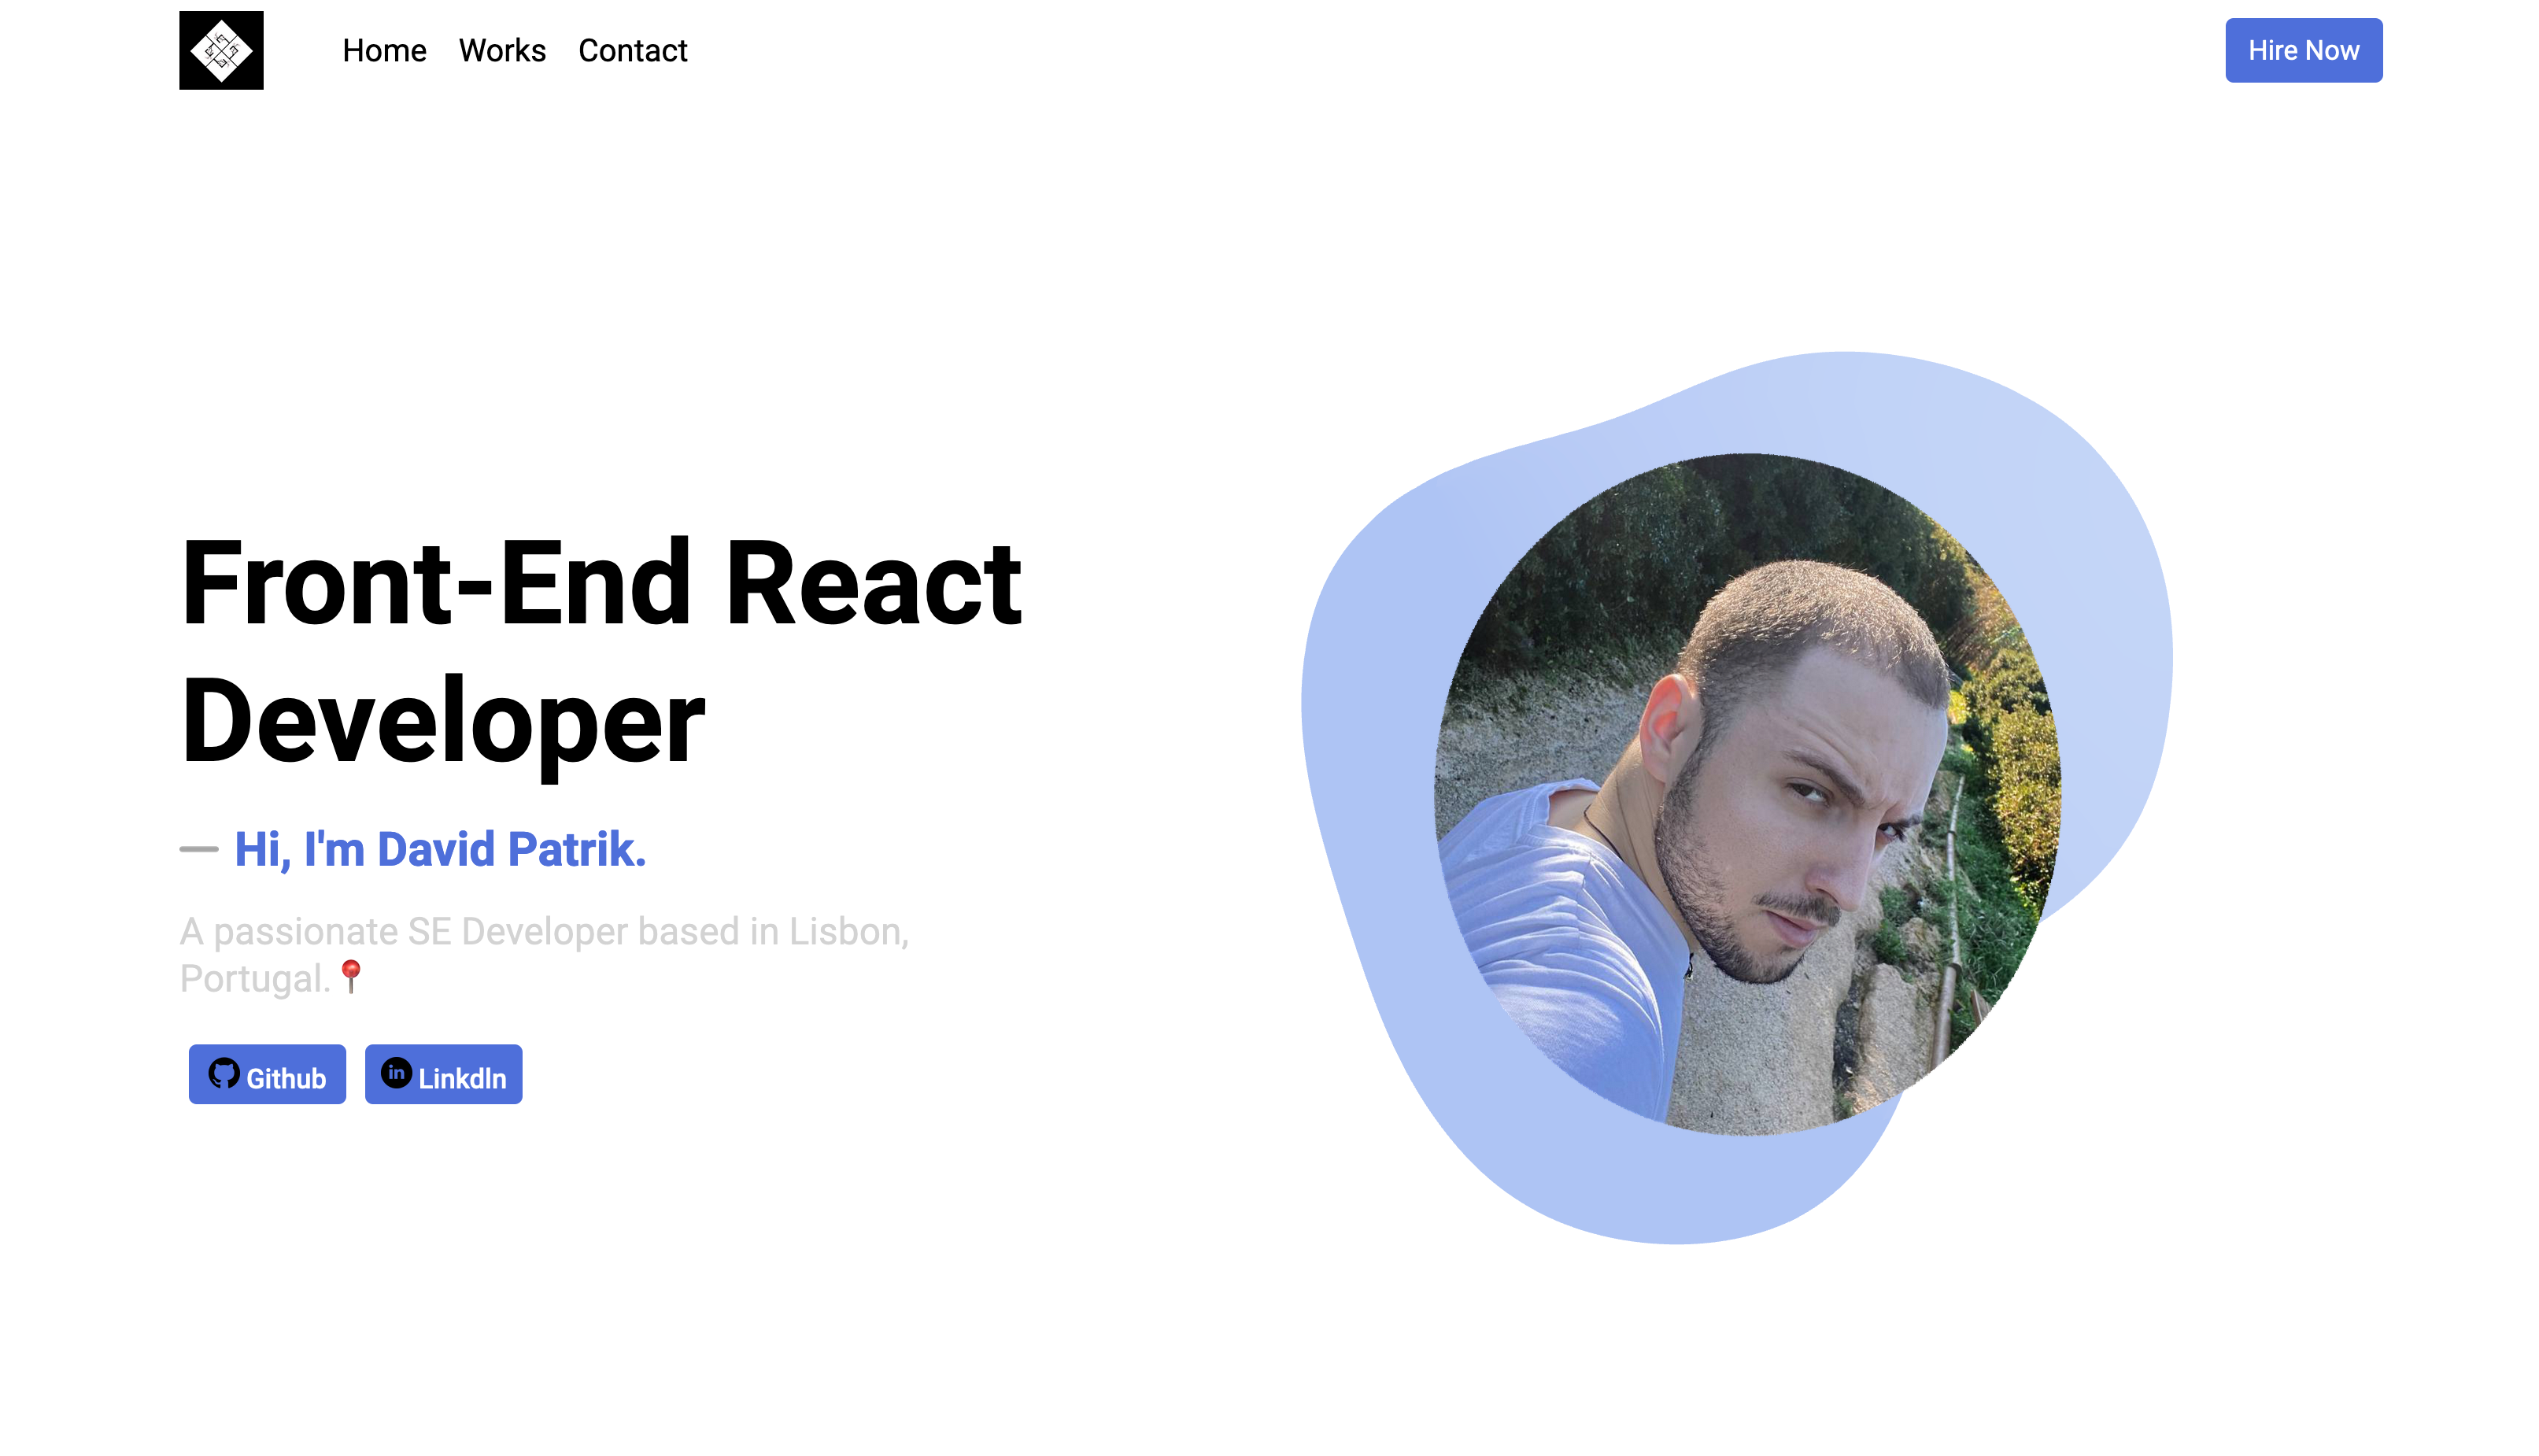 Home Works Contact Hire Now
Front-End React
Developer
Hi, I'm David Patrik.
A passionate SE Developer based in Lisbon,
Portugal.📍
Github LinkdIn